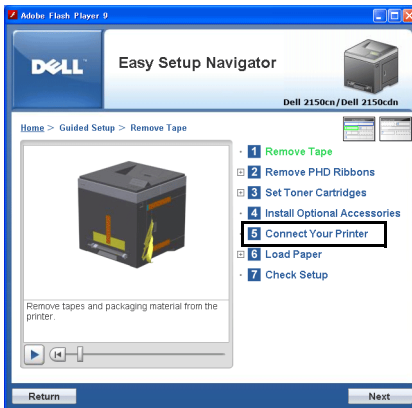 Adobe Flash Player 9
DELL
Easy Setup Navigator
Dell 2150cn/Dell 2150cdn
Home > Guided Setup > Remove Tape
1 Remove Tape
2 Remove PHD Ribbons
3 Set Toner Cartridges
4 Install Optional Accessories
5 Connect Your Printer
6 Load Paper
7 Check Setup
Remove tapes and packaging material from the
printer.
Return
Next